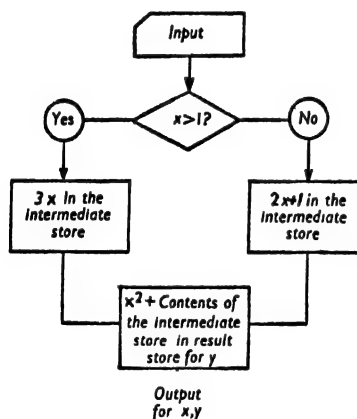 Input
x>1?
Yes
No
3x in the
intermediate
store
2x+1 in the
intermediate
store
x²+Contents of
the intermediate
store in result
store for y
Output
for x,y